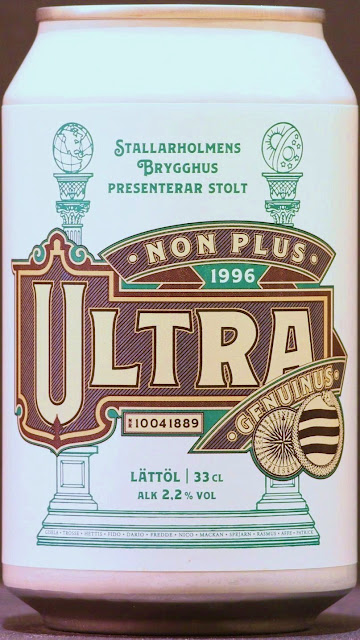 STALLARHOLMENS
BRYGGHUS
PRESENTERAR STOLT
· NON PLUS ·
1996
ULTRA
10041889
· GENUINUS ·
LÄTTÖL | 33 CL
ALK 2,2 % VOL